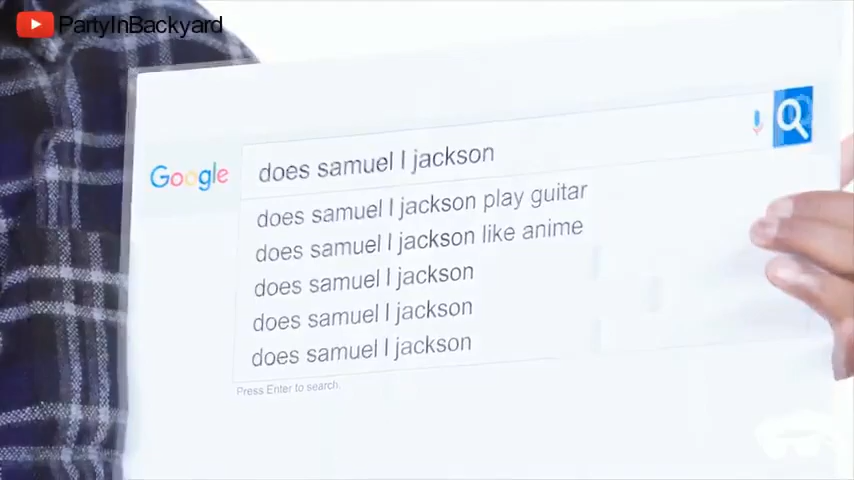 PartyInBackyard
Google
does samuel l jackson
does samuel l jackson play guitar
does samuel l jackson like anime
does samuel l jackson
does samuel l jackson
does samuel l jackson
Press Enter to search.